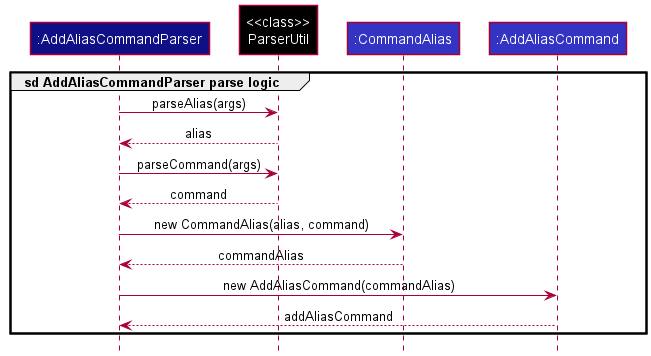 :AddAliasCommandParser
<<class>>
ParserUtil
:CommandAlias
:AddAliasCommand
sd AddAliasCommandParser parse logic
parseAlias(args)
alias
parseCommand(args)
command
new CommandAlias(alias, command)
commandAlias
new AddAliasCommand(commandAlias)
addAliasCommand